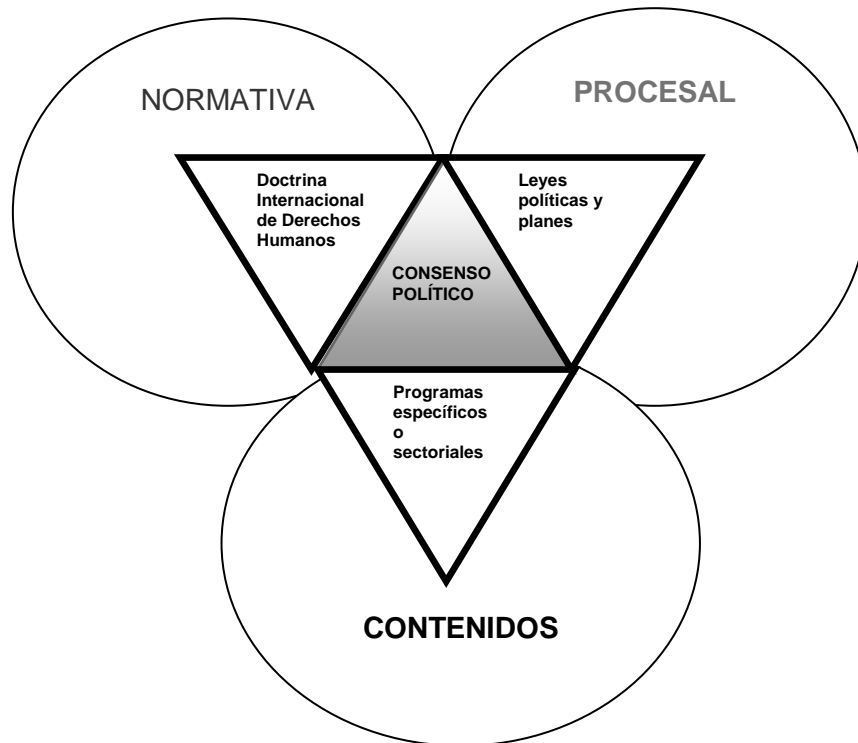 NORMATIVA
PROCESAL
Doctrina
Internacional
de Derechos
Humanos
Leyes
políticas y
planes
CONSENSO
POLÍTICO
Programas
específicos
o
sectoriales
CONTENIDOS